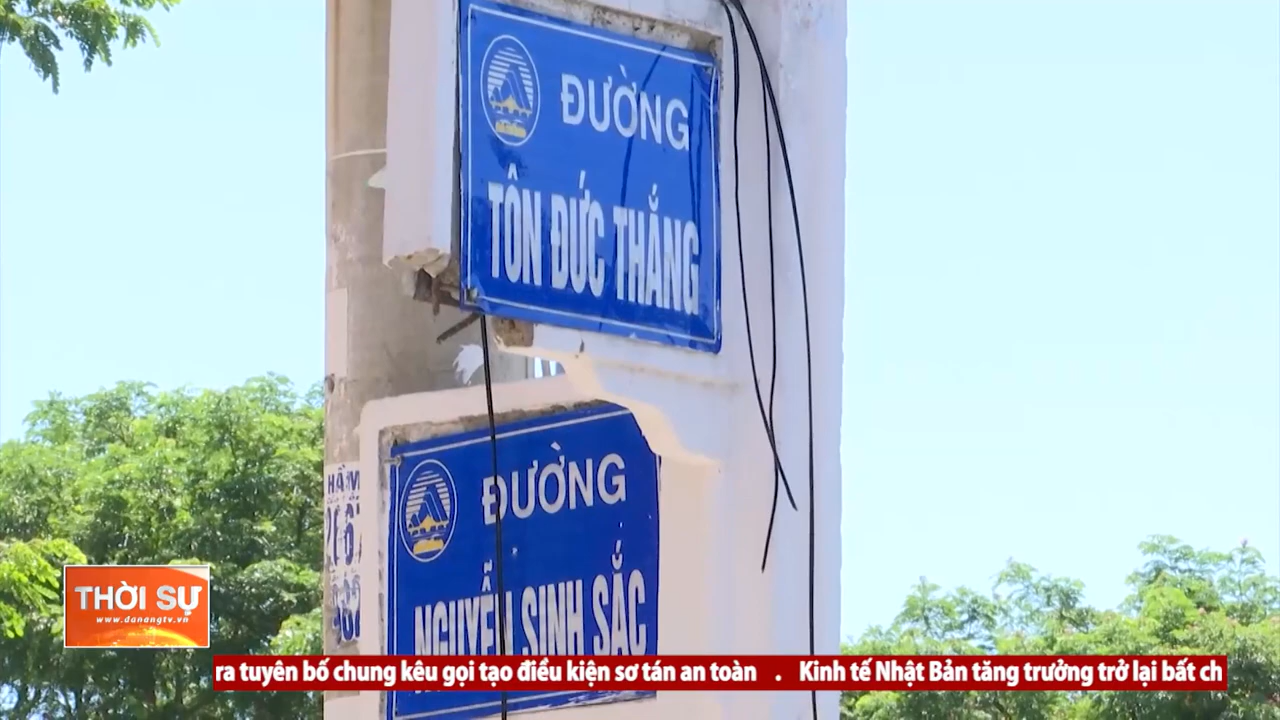 ĐƯỜNG
TÔN ĐỨC THẮNG
ĐƯỜNG
NGUYỄN SINH SẮC
THỜI SỰ
www.danangtv.vn
ra tuyên bố chung kêu gọi tạo điều kiện sơ tán an toàn . Kinh tế Nhật Bản tăng trưởng trở lại bất ch